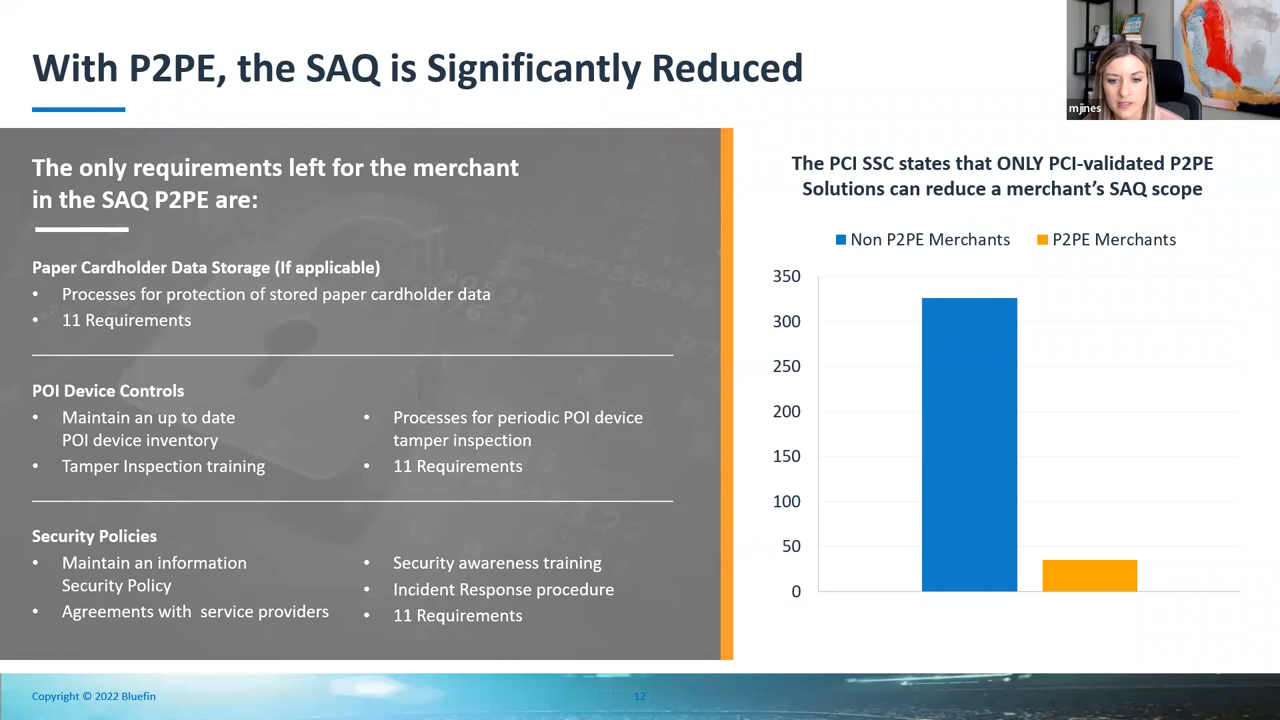 With P2PE, the SAQ is Significantly Reduced
mjines
The only requirements left for the merchant
in the SAQ P2PE are:
Paper Cardholder Data Storage (If applicable)
• Processes for protection of stored paper cardholder data
• 11 Requirements
POI Device Controls
• Maintain an up to date
POI device inventory
• Tamper Inspection training
• Processes for periodic POI device
tamper inspection
• 11 Requirements
Security Policies
• Maintain an information
Security Policy
• Agreements with service providers
• Security awareness training
• Incident Response procedure
• 11 Requirements
The PCI SSC states that ONLY PCI-validated P2PE
Solutions can reduce a merchant's SAQ scope
Non P2PE Merchants P2PE Merchants
350
300
250
200
150
100
50
0
Copyright © 2022 Bluefin
12